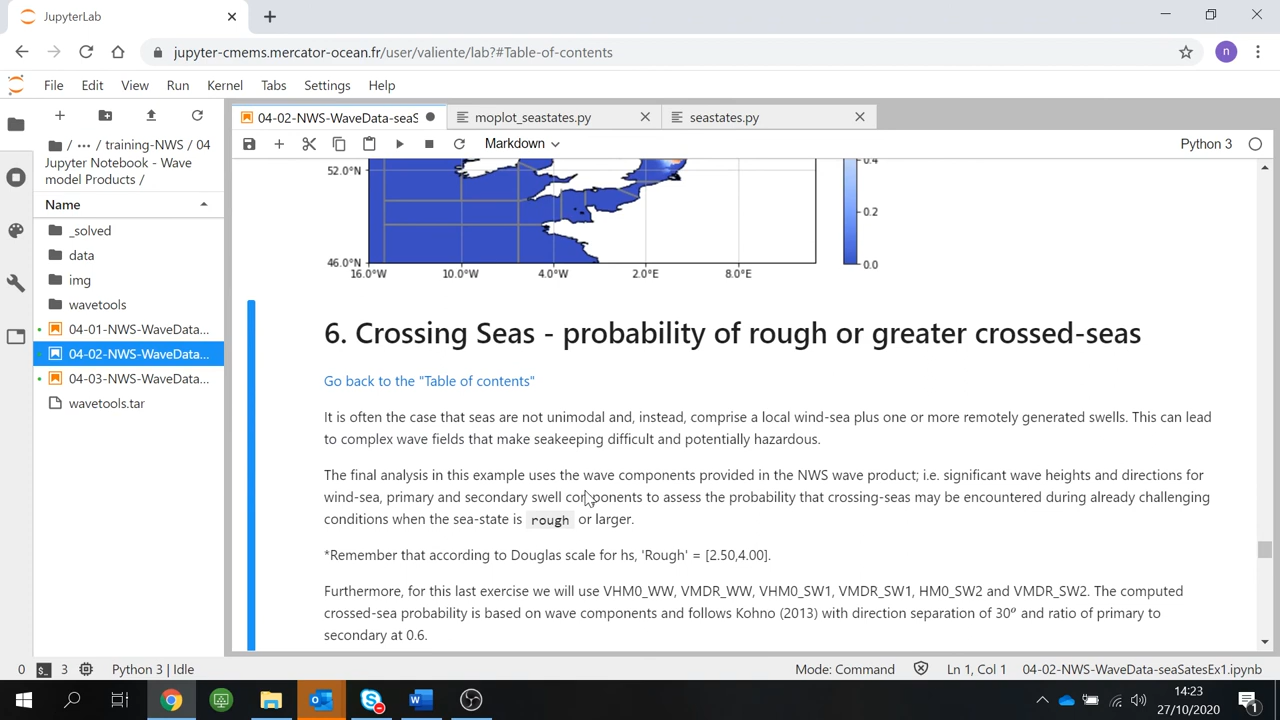 JupyterLab
jupyter-cmems.mercator-ocean.fr/user/valiente/lab?#Table-of-contents
n
File Edit View Run Kernel Tabs Settings Help
04-02-NWS-WaveData-seaS
moplot_seastates.py
seastates.py
/ ··· / training-NWS / 04
Jupyter Notebook - Wave
model Products /
Markdown
Python 3
Name
_solved
data
img
wavetools
04-01-NWS-WaveData...
04-02-NWS-WaveData...
04-03-NWS-WaveData...
wavetools.tar
52.0°N
46.0°N
16.0°W 10.0°W 4.0°W 2.0°E 8.0°E
0.4
0.2
0.0
6. Crossing Seas - probability of rough or greater crossed-seas
Go back to the "Table of contents"
It is often the case that seas are not unimodal and, instead, comprise a local wind-sea plus one or more remotely generated swells. This can lead
to complex wave fields that make seakeeping difficult and potentially hazardous.
The final analysis in this example uses the wave components provided in the NWS wave product; i.e. significant wave heights and directions for
wind-sea, primary and secondary swell components to assess the probability that crossing-seas may be encountered during already challenging
conditions when the sea-state is rough or larger.
*Remember that according to Douglas scale for hs, 'Rough' = [2.50,4.00].
Furthermore, for this last exercise we will use VHM0_WW, VMDR_WW, VHM0_SW1, VMDR_SW1, HM0_SW2 and VMDR_SW2. The computed
crossed-sea probability is based on wave components and follows Kohno (2013) with direction separation of 30º and ratio of primary to
secondary at 0.6.
0 3 Python 3 | Idle
Mode: Command Ln 1, Col 1 04-02-NWS-WaveData-seaSatesEx1.ipynb
14:23
27/10/2020
1